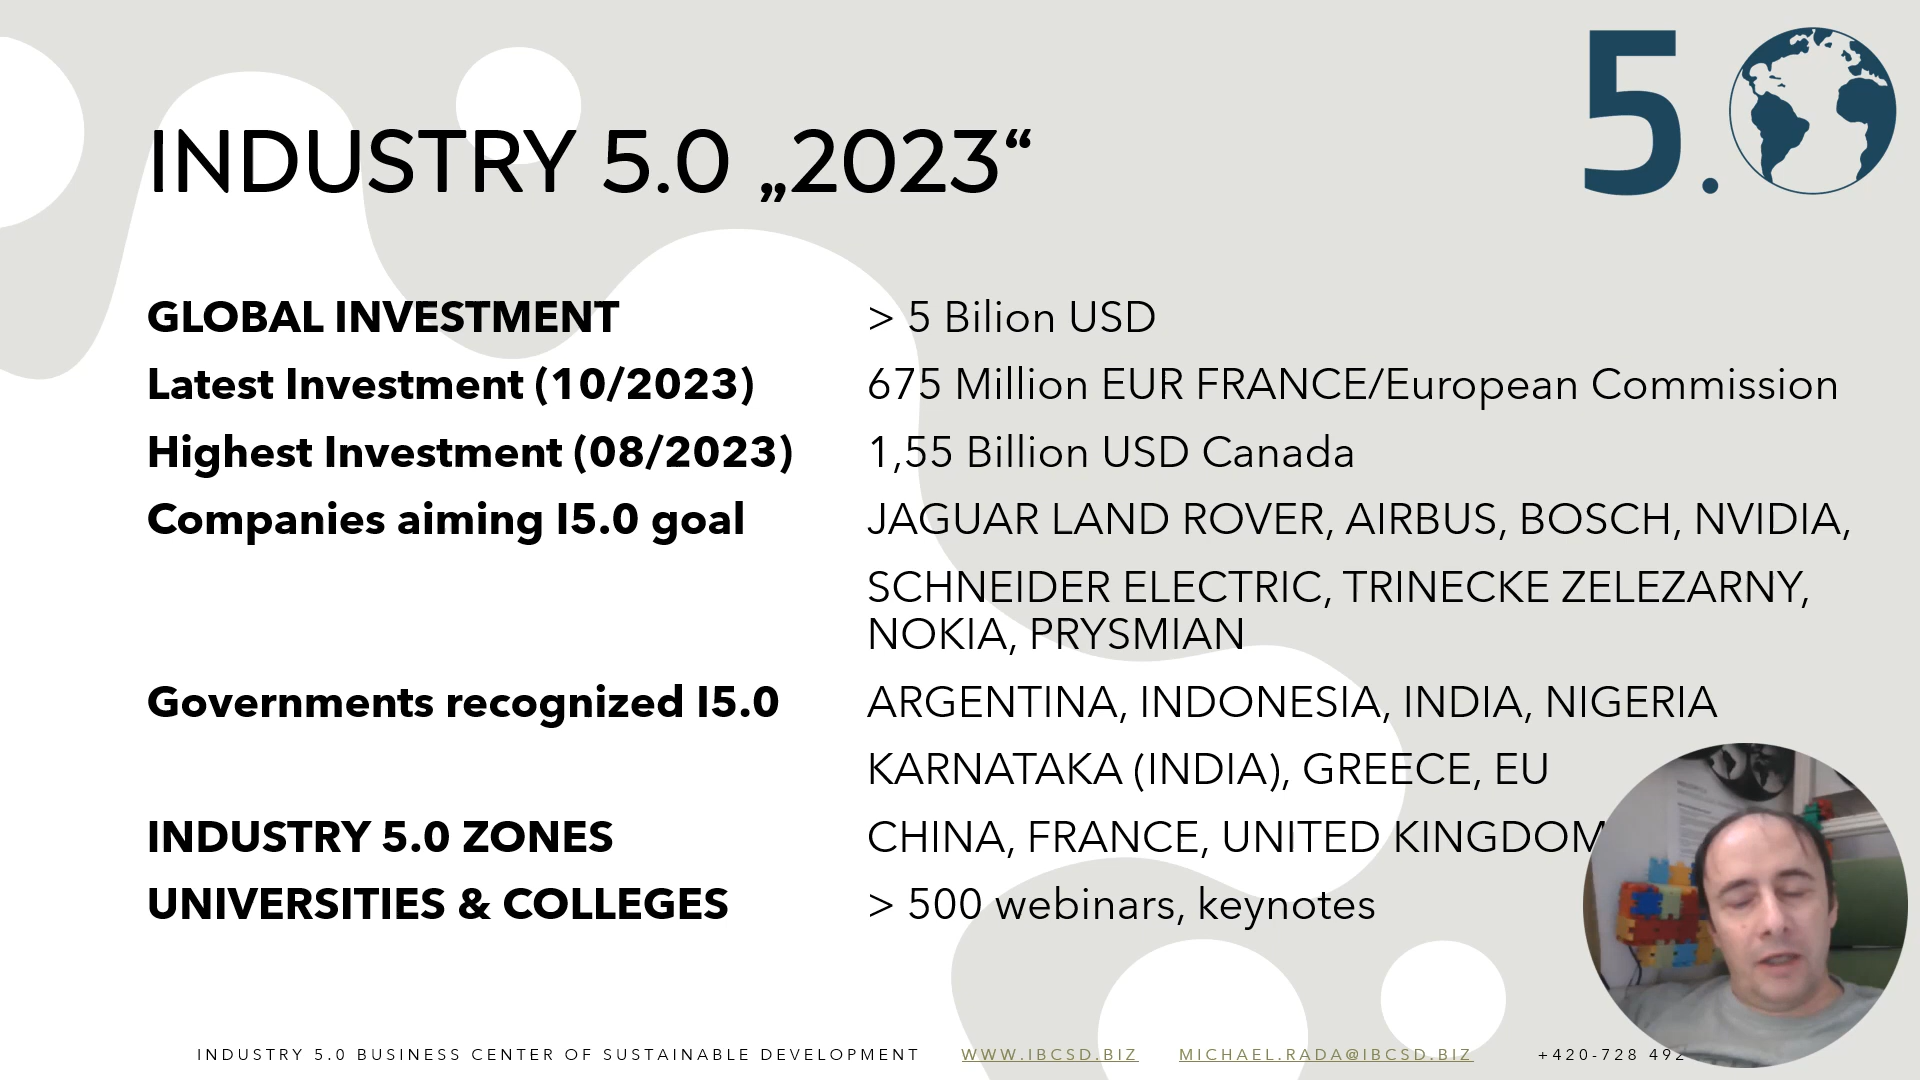 5.0
INDUSTRY 5.0 „2023“
GLOBAL INVESTMENT > 5 Bilion USD
Latest Investment (10/2023) 675 Million EUR FRANCE/European Commission
Highest Investment (08/2023) 1,55 Billion USD Canada
Companies aiming I5.0 goal JAGUAR LAND ROVER, AIRBUS, BOSCH, NVIDIA,
SCHNEIDER ELECTRIC, TRINECKE ZELEZARNY,
NOKIA, PRYSMIAN
Governments recognized I5.0 ARGENTINA, INDONESIA, INDIA, NIGERIA
KARNATAKA (INDIA), GREECE, EU
INDUSTRY 5.0 ZONES CHINA, FRANCE, UNITED KINGDOM
UNIVERSITIES & COLLEGES > 500 webinars, keynotes
INDUSTRY 5.0 BUSINESS CENTER OF SUSTAINABLE DEVELOPMENT WWW.IBCSD.BIZ MICHAEL.RADA@IBCSD.BIZ +420-728 492